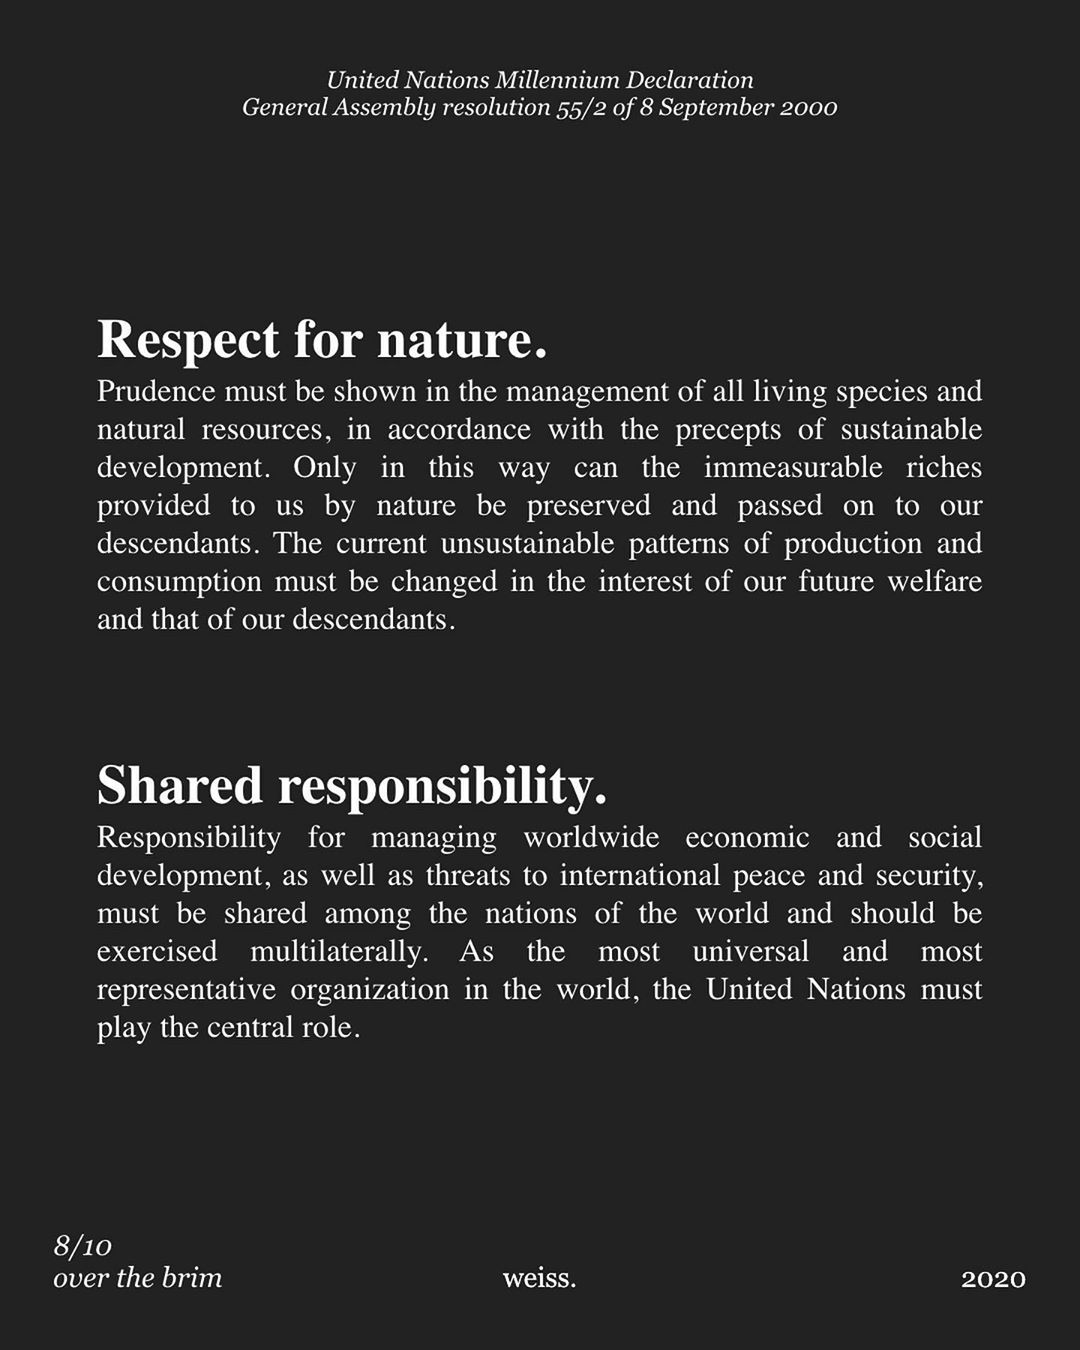 United Nations Millennium Declaration
General Assembly resolution 55/2 of 8 September 2000
Respect for nature.
Prudence must be shown in the management of all living species and
natural resources, in accordance with the precepts of sustainable
development. Only in this way can the immeasurable riches
provided to us by nature be preserved and passed on to our
descendants. The current unsustainable patterns of production and
consumption must be changed in the interest of our future welfare
and that of our descendants.
Shared responsibility.
Responsibility for managing worldwide economic and social
development, as well as threats to international peace and security,
must be shared among the nations of the world and should be
exercised multilaterally. As the most universal and most
representative organization in the world, the United Nations must
play the central role.
8/10
over the brim
weiss.
2020